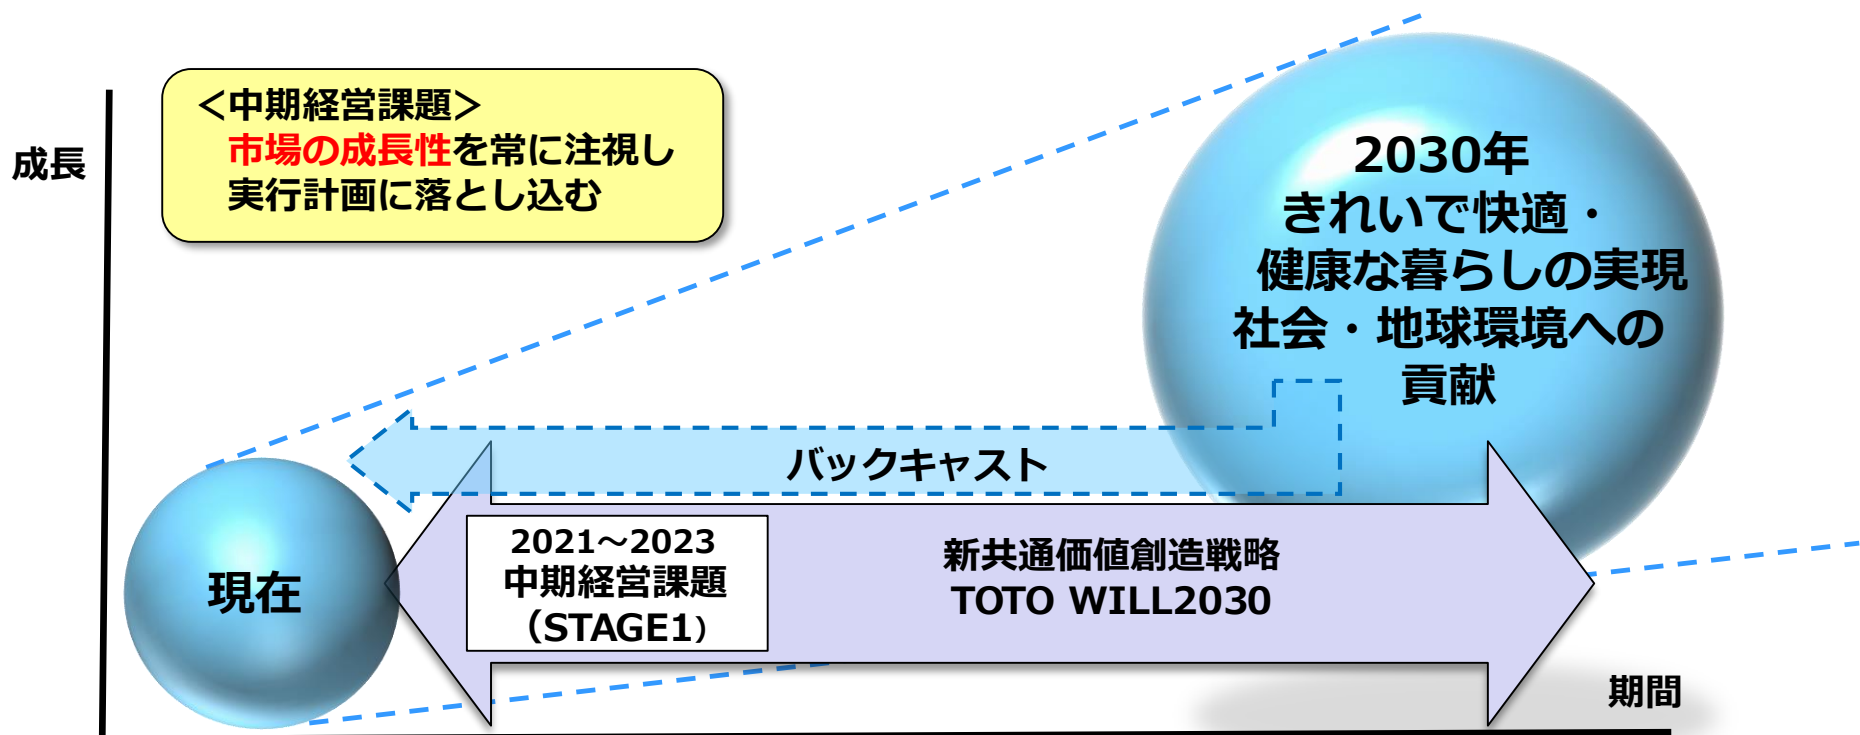 <中期経営課題>
市場の成長性を常に注視し
実行計画に落とし込む
成長
2030年
きれいで快適・
健康な暮らしの実現
社会・地球環境への
貢献
バックキャスト
現在
2021～2023
中期経営課題
(STAGE1)
新共通価値創造戦略
TOTO WILL2030
期間